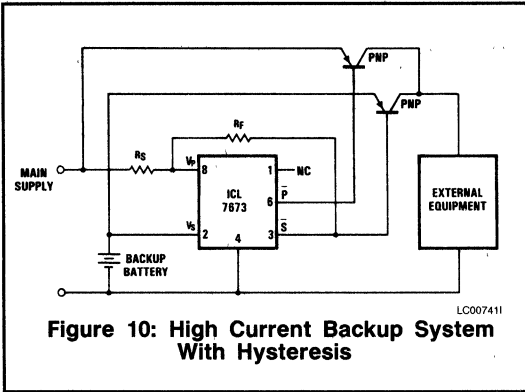 PNP
PNP
RF
MAIN
SUPPLY
RS
VP
8
1
NC
ICL
7673
6
P̅
EXTERNAL
EQUIPMENT
VS
2
3
S̅
4
BACKUP
BATTERY
LC00741I
Figure 10: High Current Backup System
With Hysteresis